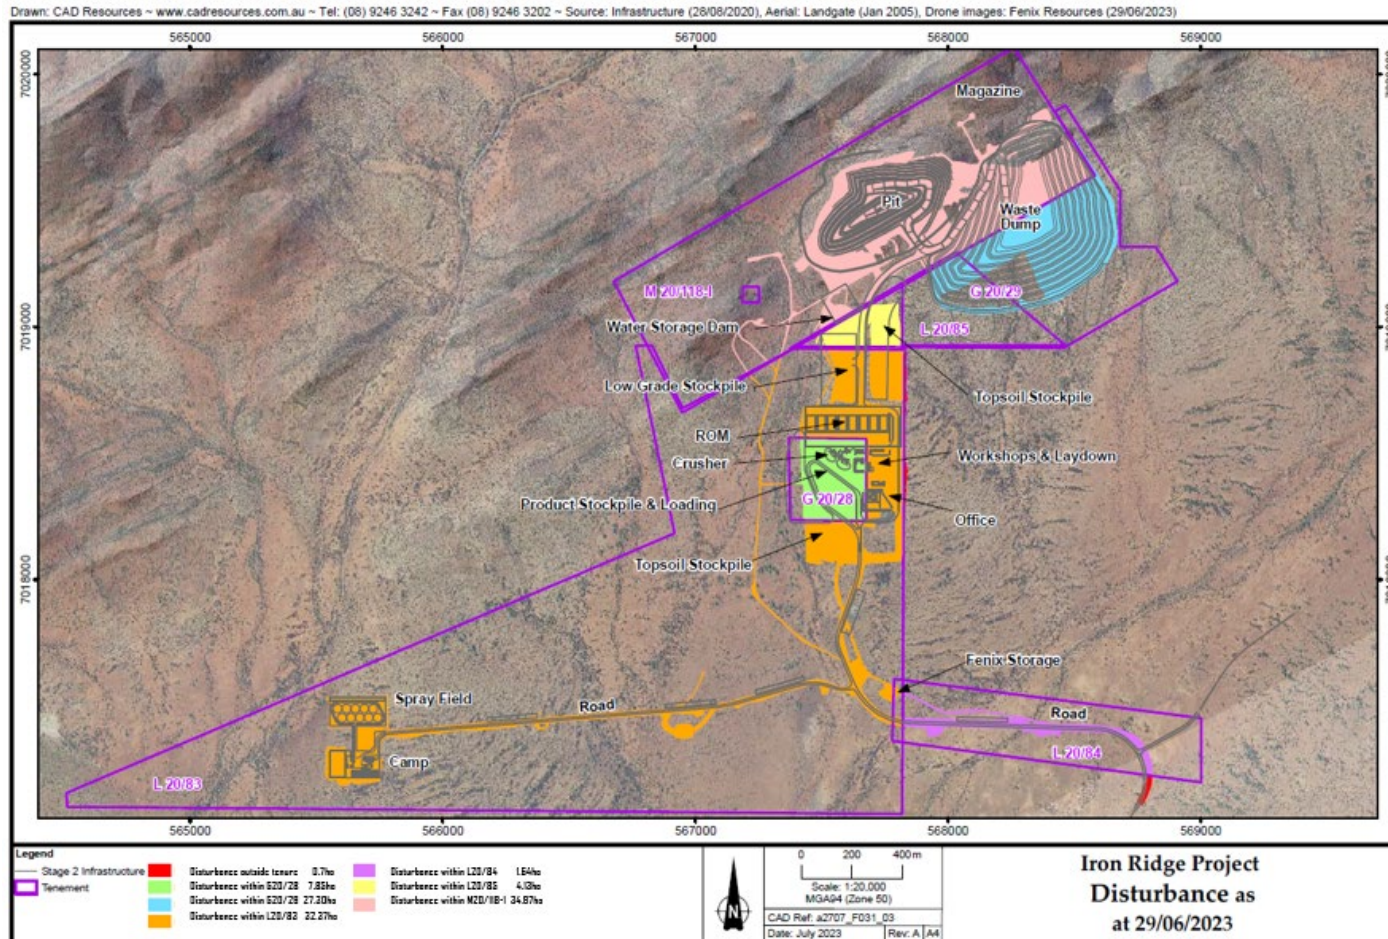 Drawn: CAD Resources ~ www.cadresources.com.au ~ Tel: (08) 9246 3242 ~ Fax (08) 9246 3202 ~ Source: Infrastructure (28/08/2020), Aerial: Landgate (Jan 2005), Drone images: Fenix Resources (29/06/2023)
565000 566000 567000 568000 569000
7020000
Magazine
Pit
Waste
Dump
M 20/118-I
G 20/29
7019000
Water Storage Dam
L 20/85
Low Grade Stockpile
Topsoil Stockpile
ROM
Crusher
Workshops & Laydown
Product Stockpile & Loading
G 20/28
Office
Topsoil Stockpile
7018000
Fenix Storage
Spray Field
Road
Road
L 20/84
Camp
L 20/83
565000 566000 567000 568000 569000
Legend
Stage 2 Infrastructure
Tenement
Disturbance outside tenure 0.7ha
Disturbance within G20/28 7.85ha
Disturbance within G20/29 27.30ha
Disturbance within L20/83 32.37ha
Disturbance within L20/84 1.64ha
Disturbance within L20/85 4.13ha
Disturbance within M20/118-I 34.97ha
N
0 200 400m
Scale: 1:20,000
MGA94 (Zone 50)
CAD Ref: a2707_F031_03
Date: July 2023 Rev: A A4
Iron Ridge Project
Disturbance as
at 29/06/2023